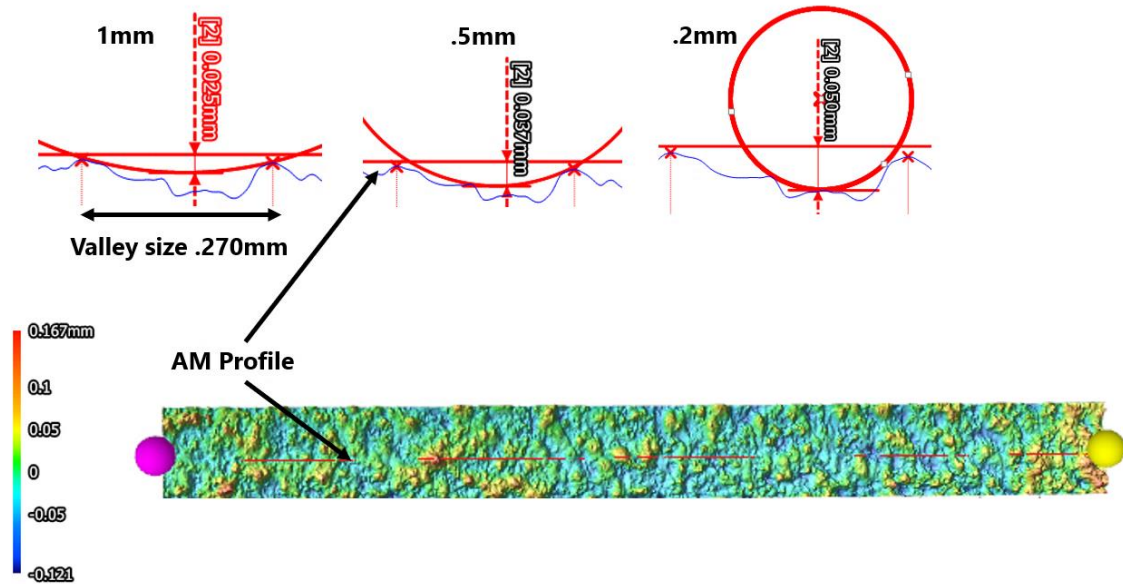 1mm
[2] 0.025mm
.5mm
[2] 0.037mm
.2mm
[2] 0.050mm
Valley size .270mm
AM Profile
0.167mm
0.1
0.05
0
-0.05
-0.121